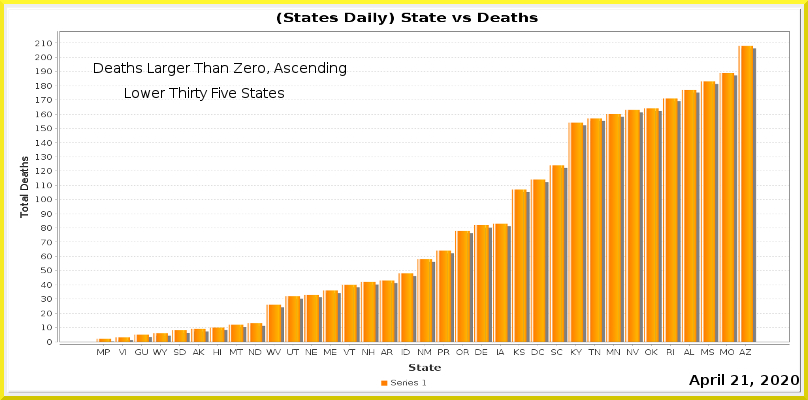 (States Daily) State vs Deaths
Deaths Larger Than Zero, Ascending
Lower Thirty Five States
Total Deaths
210
200
190
180
170
160
150
140
130
120
110
100
90
80
70
60
50
40
30
20
10
0
MP VI GU WY SD AK HI MT ND WV UT NE ME VT NH AR ID NM PR OR DE IA KS DC SC KY TN MN NV OK RI AL MS MO AZ
State
Series 1
April 21, 2020